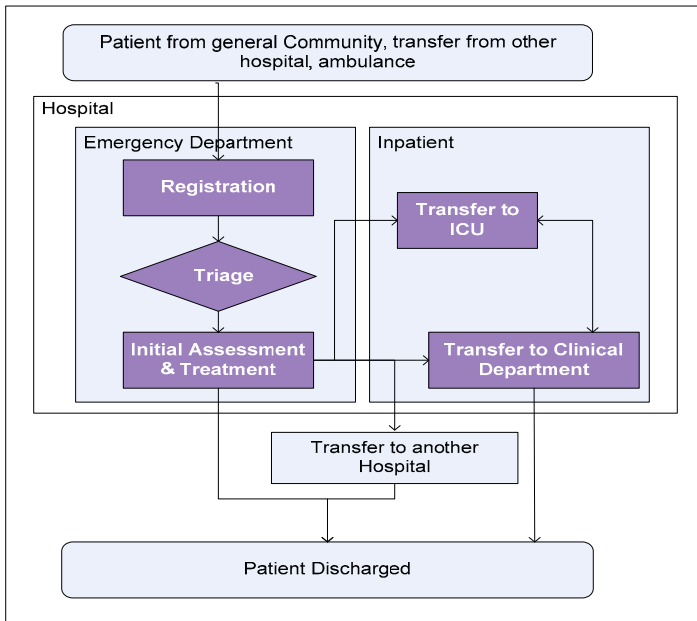 Patient from general Community, transfer from other
hospital, ambulance
Hospital
Emergency Department
Inpatient
Registration
Transfer to
ICU
Triage
Initial Assessment
& Treatment
Transfer to Clinical
Department
Transfer to another
Hospital
Patient Discharged